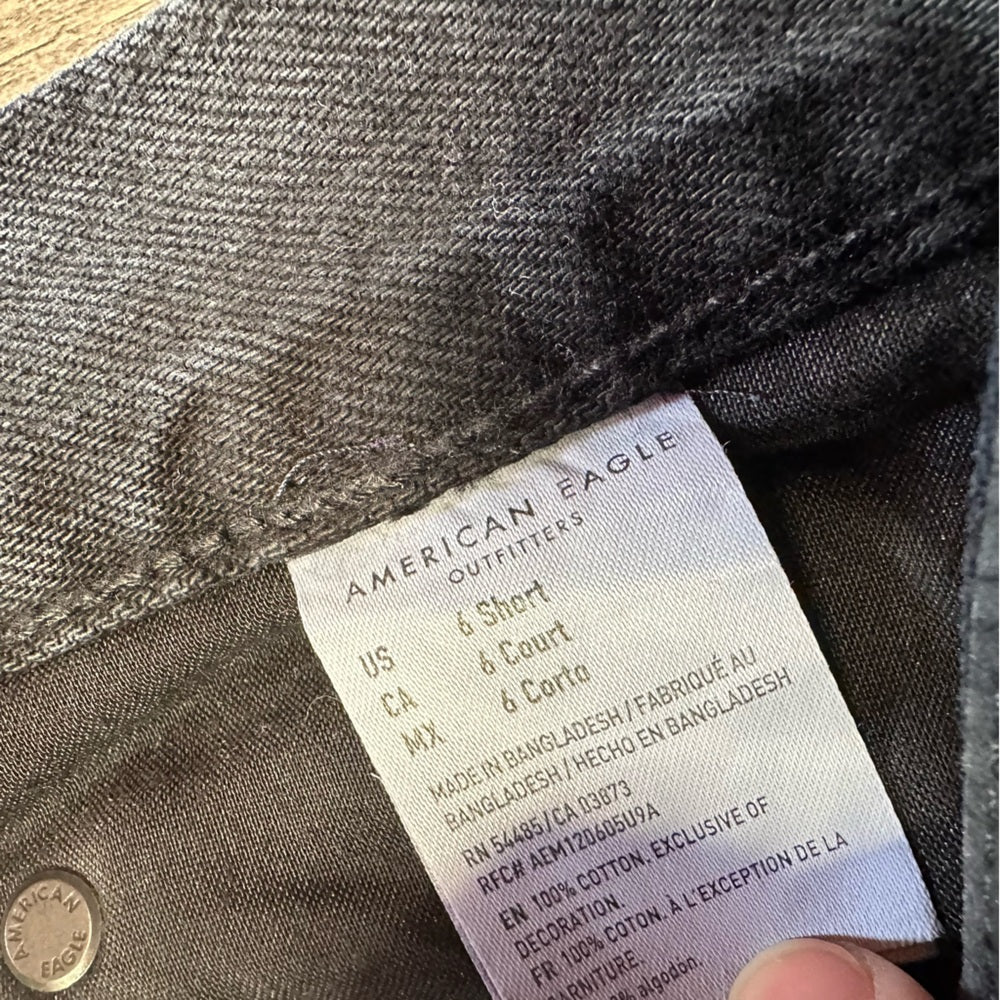 AMERICAN EAGLE
OUTFITTERS
US 6 Short
CA 6 Court
MX 6 Corto
MADE IN BANGLADESH / FABRIQUÉ AU
BANGLADESH / HECHO EN BANGLADESH
RN 54485 / CA 03873
RFC# AEM120605U9A
EN 100% COTTON. EXCLUSIVE OF
DECORATION
FR 100% COTON. À L'EXCEPTION DE LA
GARNITURE
algodón.
AMERICAN
EAGLE